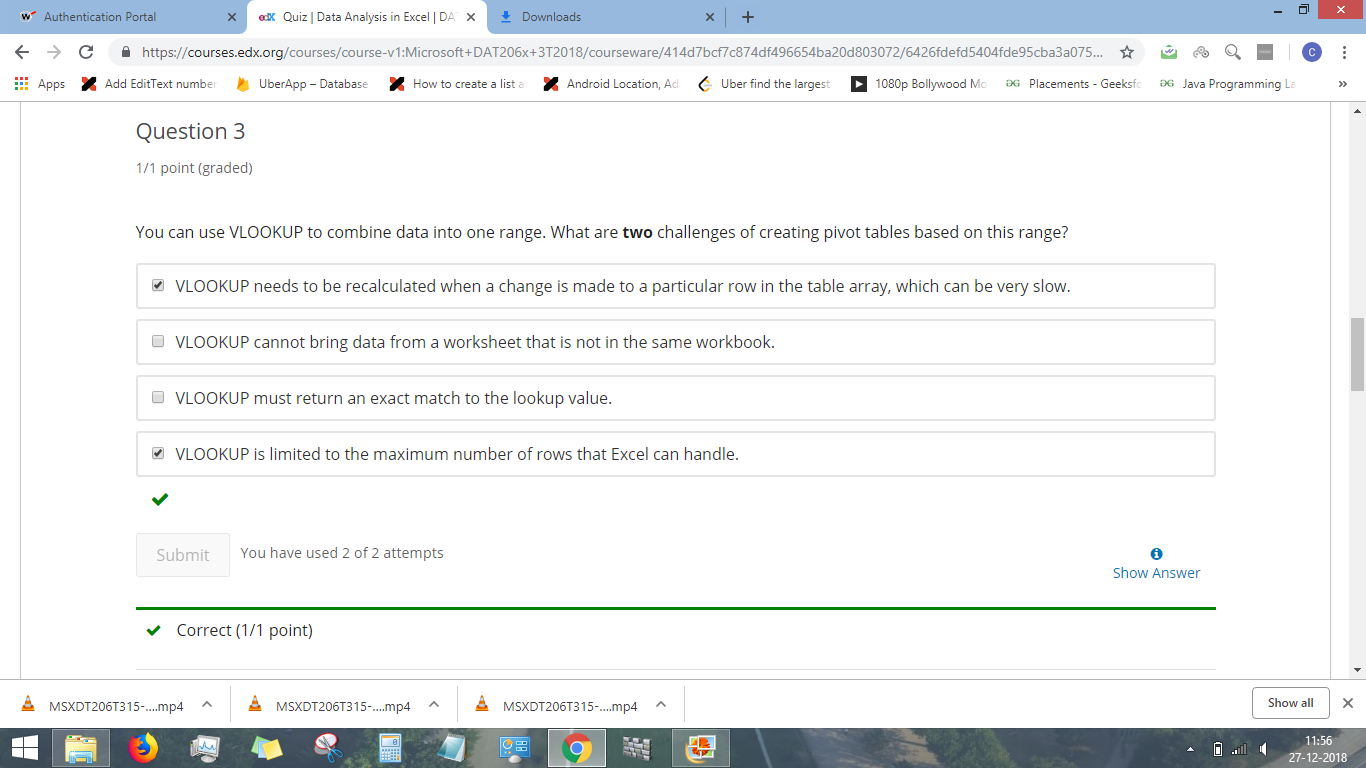 Authentication Portal
edX Quiz | Data Analysis in Excel | DA
Downloads
https://courses.edx.org/courses/course-v1:Microsoft+DAT206x+3T2018/courseware/414d7bcf7c874df496654ba20d803072/6426fdefd5404fde95cba3a075...
C
Apps
Add EditText number
UberApp – Database
How to create a list a
Android Location, Ad
Uber find the largest
1080p Bollywood Mo
Placements - Geeksfo
Java Programming La
»
Question 3
1/1 point (graded)
You can use VLOOKUP to combine data into one range. What are two challenges of creating pivot tables based on this range?
VLOOKUP needs to be recalculated when a change is made to a particular row in the table array, which can be very slow.
VLOOKUP cannot bring data from a worksheet that is not in the same workbook.
VLOOKUP must return an exact match to the lookup value.
VLOOKUP is limited to the maximum number of rows that Excel can handle.
Submit
You have used 2 of 2 attempts
Show Answer
Correct (1/1 point)
MSXDT206T315-....mp4
MSXDT206T315-....mp4
MSXDT206T315-....mp4
Show all
11:56
27-12-2018